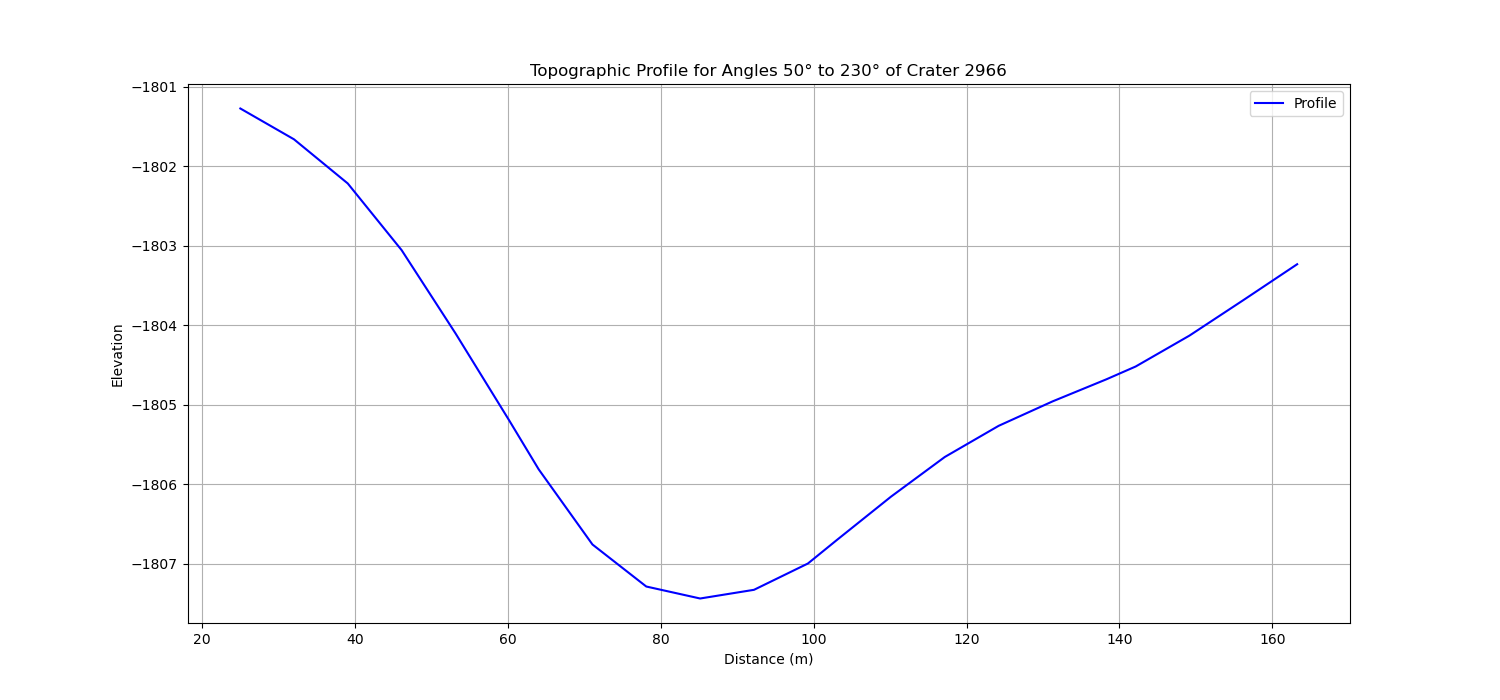 Topographic Profile for Angles 50° to 230° of Crater 2966
Profile
−1801
−1802
−1803
−1804
−1805
−1806
−1807
Elevation
20 40 60 80 100 120 140 160
Distance (m)